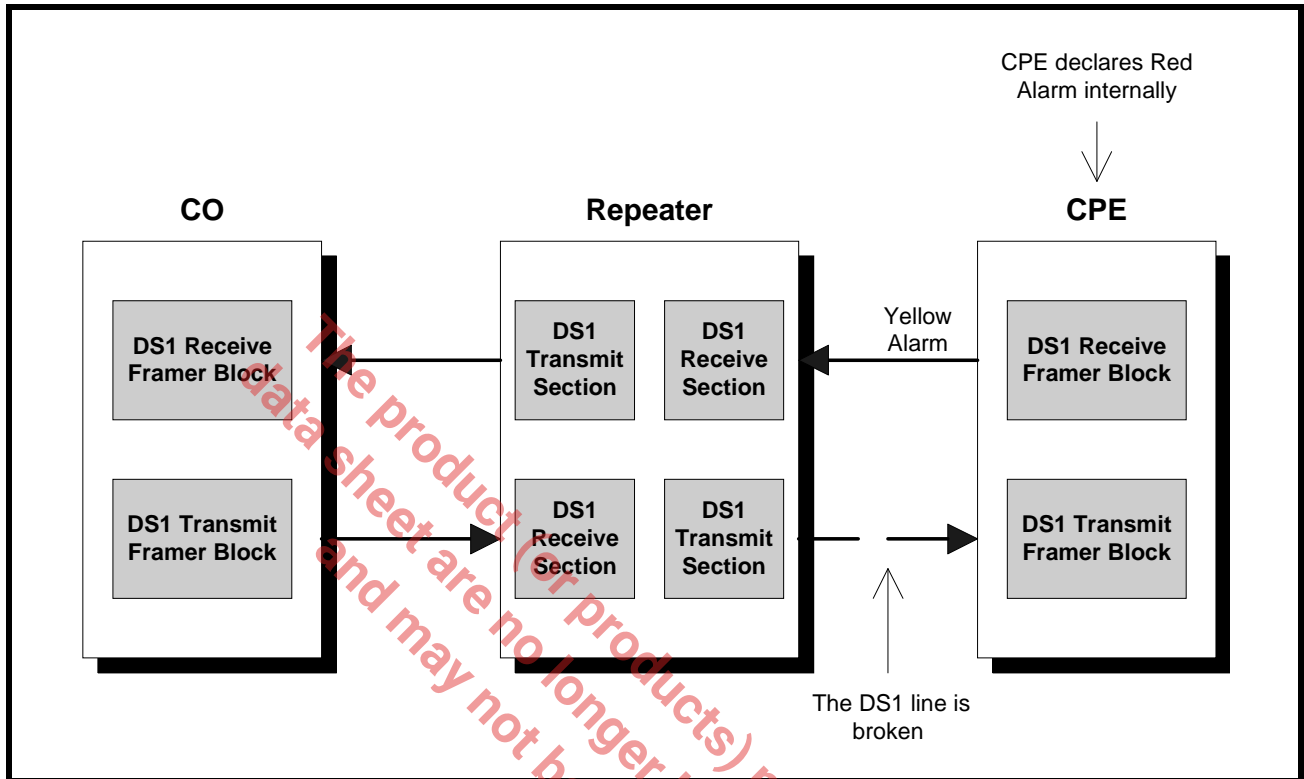 CPE declares Red
Alarm internally
CO
Repeater
CPE
DS1 Receive
Framer Block
DS1
Transmit
Section
DS1
Receive
Section
Yellow
Alarm
DS1 Receive
Framer Block
DS1 Transmit
Framer Block
DS1
Receive
Section
DS1
Transmit
Section
DS1 Transmit
Framer Block
The DS1 line is
broken
The product (or products)
data sheet are no longer
and may not b